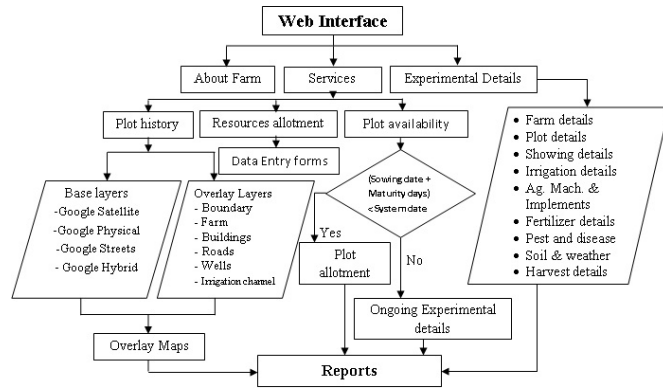 Web Interface
About Farm
Services
Experimental Details
Plot history
Resources allotment
Plot availability
Data Entry forms
Base layers
-Google Satellite
-Google Physical
-Google Streets
- Google Hybrid
Overlay Layers
- Boundary
- Farm
- Buildings
- Roads
- Wells
- Irrigation channel
(Sowing date +
Maturity days)
< System date
Yes
No
Plot
allotment
Ongoing Experimental
details
• Farm details
• Plot details
• Showing details
• Irrigation details
• Ag. Mach. &
Implements
• Fertilizer details
• Pest and disease
• Soil & weather
• Harvest details
Overlay Maps
Reports